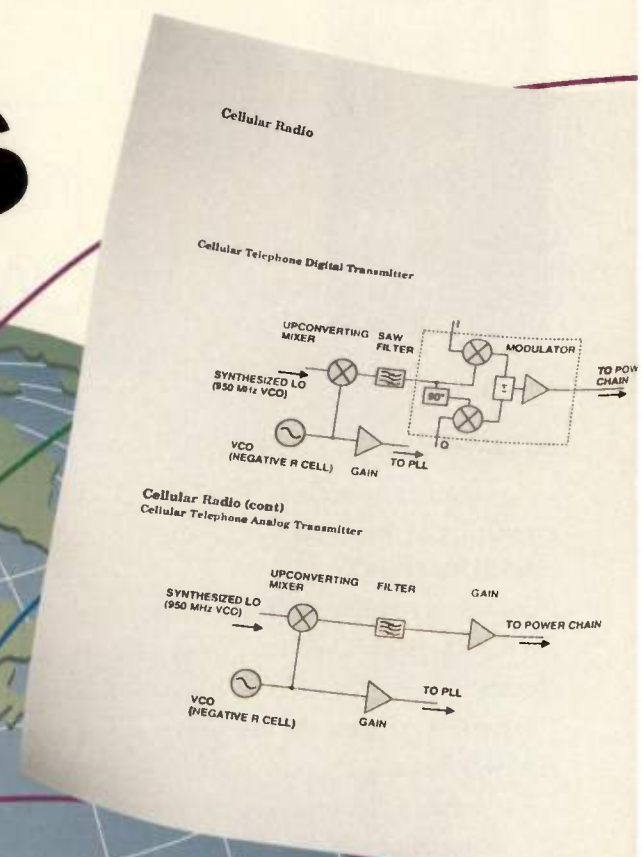 S
Cellular Radio
Cellular Telephone Digital Transmitter
UPCONVERTING
MIXER
SAW
FILTER
I
MODULATOR
SYNTHESIZED LO
(950 MHz VCO)
90°
TO POW
CHAIN
Q
VCO
(NEGATIVE R CELL)
GAIN
TO PLL
Cellular Radio (cont)
Cellular Telephone Analog Transmitter
UPCONVERTING
MIXER
FILTER
GAIN
SYNTHESIZED LO
(950 MHz VCO)
TO POWER CHAIN
VCO
(NEGATIVE R CELL)
GAIN
TO PLL